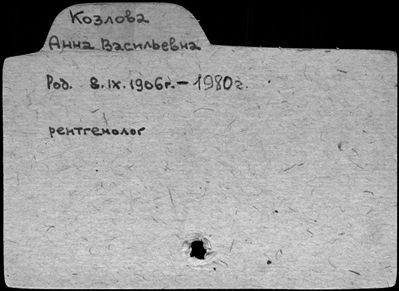 Козлова
Анна Васильевна
Род. 8.IX.1906г. – 1980г.
рентгенолог